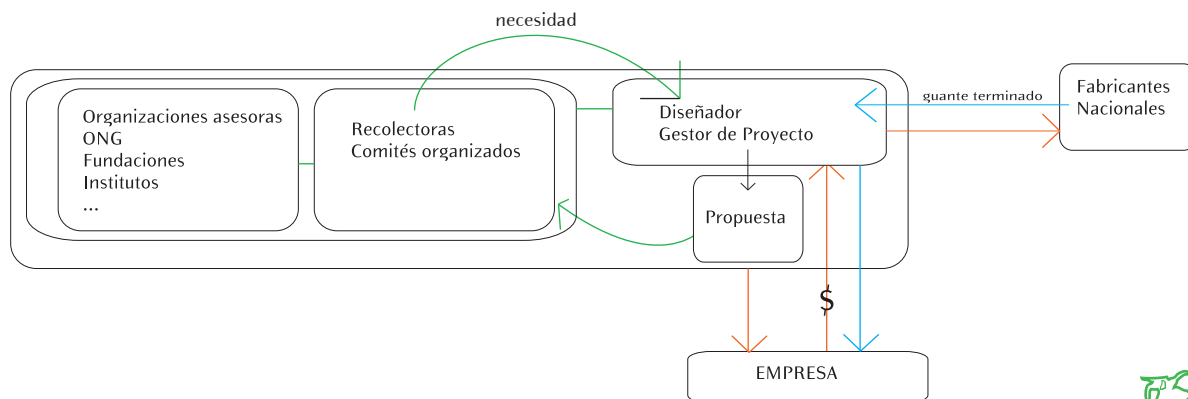 necesidad
Organizaciones asesoras
ONG
Fundaciones
Institutos
...
Recolectoras
Comités organizados
Diseñador
Gestor de Proyecto
Propuesta
guante terminado
Fabricantes
Nacionales
$
EMPRESA